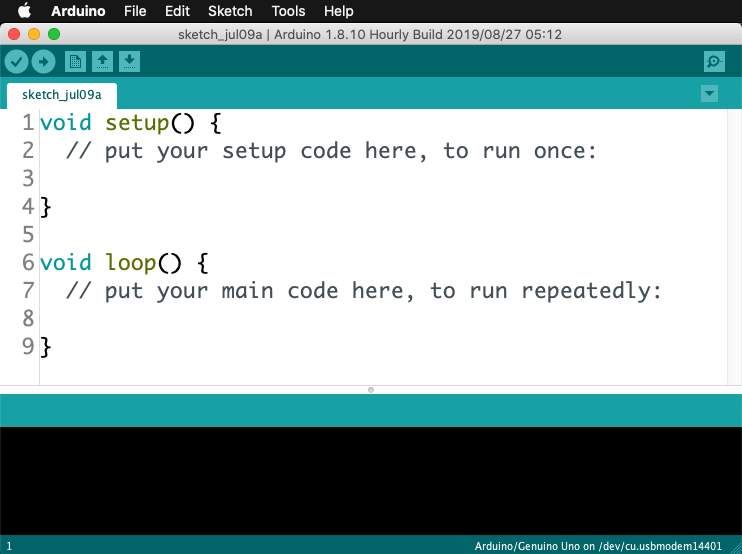 Arduino File Edit Sketch Tools Help
sketch_jul09a | Arduino 1.8.10 Hourly Build 2019/08/27 05:12
sketch_jul09a
1 void setup() {
2 // put your setup code here, to run once:
3
4 }
5
6 void loop() {
7 // put your main code here, to run repeatedly:
8
9 }
1 Arduino/Genuino Uno on /dev/cu.usbmodem14401